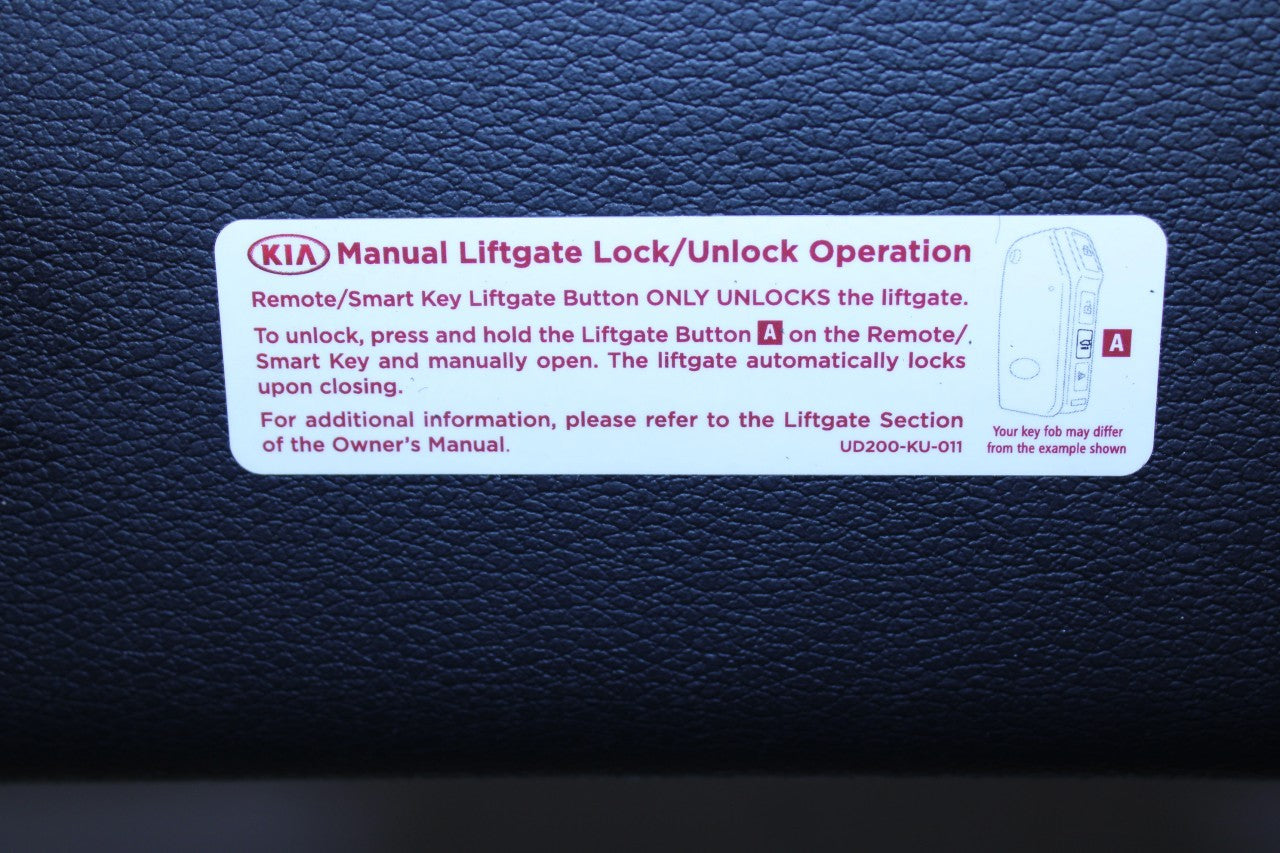 KIA Manual Liftgate Lock/Unlock Operation
Remote/Smart Key Liftgate Button ONLY UNLOCKS the liftgate.
To unlock, press and hold the Liftgate Button A on the Remote/
Smart Key and manually open. The liftgate automatically locks
upon closing.
For additional information, please refer to the Liftgate Section
of the Owner's Manual.
UD200-KU-011
A
Your key fob may differ
from the example shown